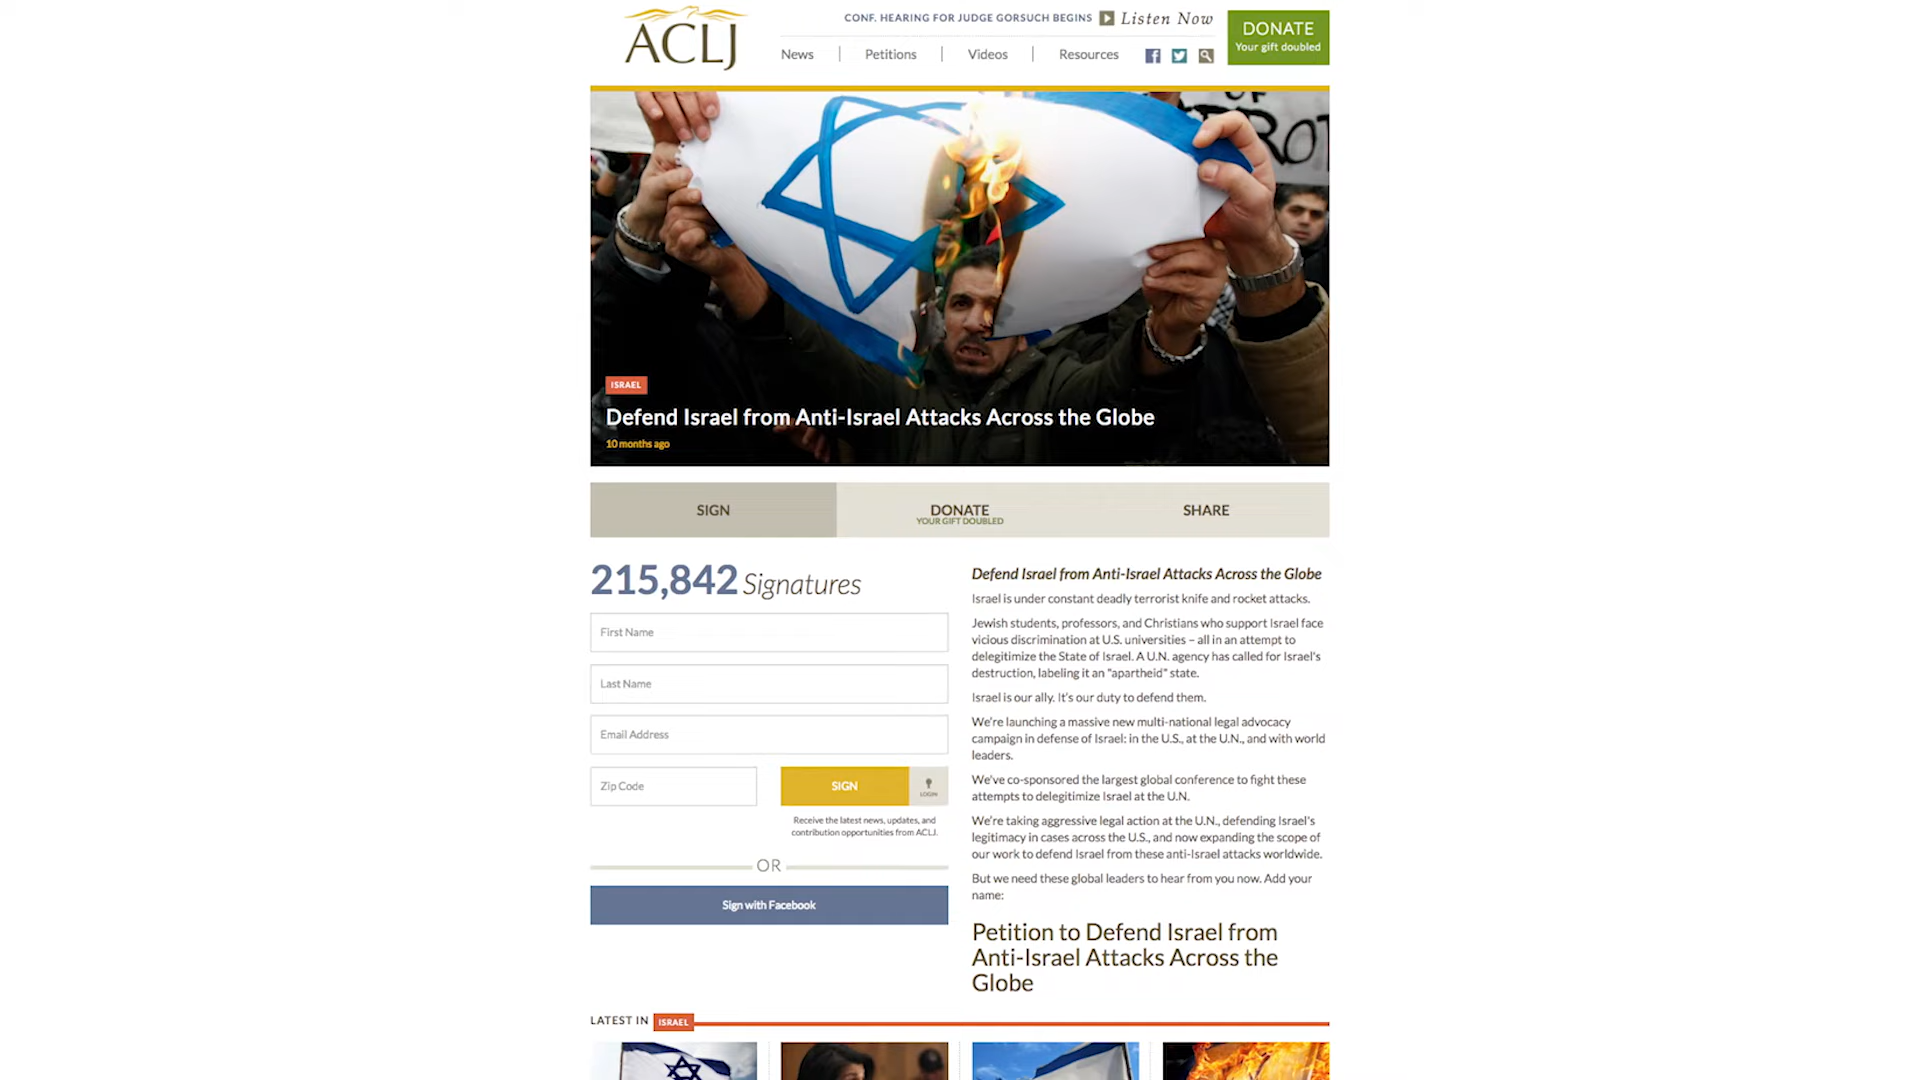 ACLJ
CONF. HEARING FOR JUDGE GORSUCH BEGINS Listen Now
DONATE
Your gift doubled
News Petitions Videos Resources
OF
ROT
ISRAEL
Defend Israel from Anti-Israel Attacks Across the Globe
10 months ago
SIGN
DONATE
YOUR GIFT DOUBLED
SHARE
215,842 Signatures
First Name
Last Name
Email Address
Zip Code
SIGN
LOGIN
Receive the latest news, updates, and
contribution opportunities from ACLJ.
OR
Sign with Facebook
Defend Israel from Anti-Israel Attacks Across the Globe
Israel is under constant deadly terrorist knife and rocket attacks.
Jewish students, professors, and Christians who support Israel face
vicious discrimination at U.S. universities – all in an attempt to
delegitimize the State of Israel. A U.N. agency has called for Israel's
destruction, labeling it an "apartheid" state.
Israel is our ally. It's our duty to defend them.
We're launching a massive new multi-national legal advocacy
campaign in defense of Israel: in the U.S., at the U.N., and with world
leaders.
We've co-sponsored the largest global conference to fight these
attempts to delegitimize Israel at the U.N.
We're taking aggressive legal action at the U.N., defending Israel's
legitimacy in cases across the U.S., and now expanding the scope of
our work to defend Israel from these anti-Israel attacks worldwide.
But we need these global leaders to hear from you now. Add your
name:
Petition to Defend Israel from
Anti-Israel Attacks Across the
Globe
LATEST IN ISRAEL